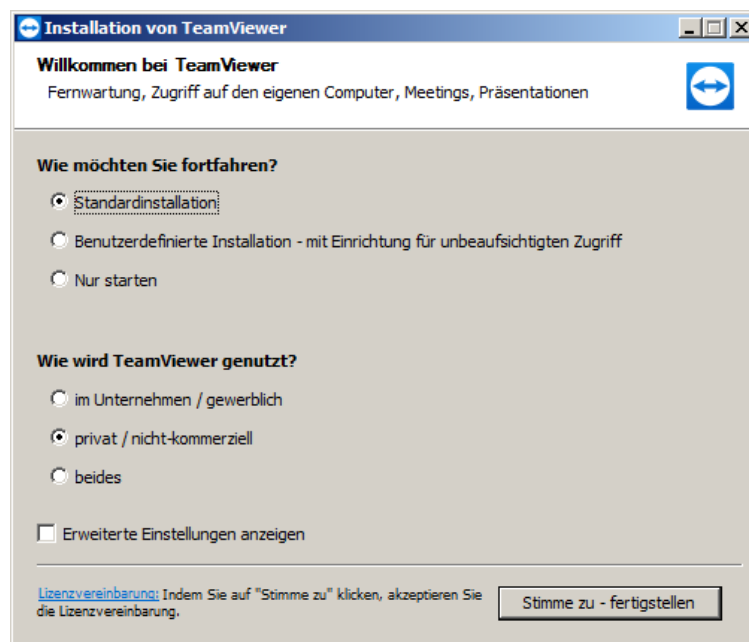 Installation von TeamViewer
Willkommen bei TeamViewer
Fernwartung, Zugriff auf den eigenen Computer, Meetings, Präsentationen
Wie möchten Sie fortfahren?
Standardinstallation
Benutzerdefinierte Installation - mit Einrichtung für unbeaufsichtigten Zugriff
Nur starten
Wie wird TeamViewer genutzt?
im Unternehmen / gewerblich
privat / nicht-kommerziell
beides
Erweiterte Einstellungen anzeigen
Lizenzvereinbarung: Indem Sie auf "Stimme zu" klicken, akzeptieren Sie
die Lizenzvereinbarung.
Stimme zu - fertigstellen